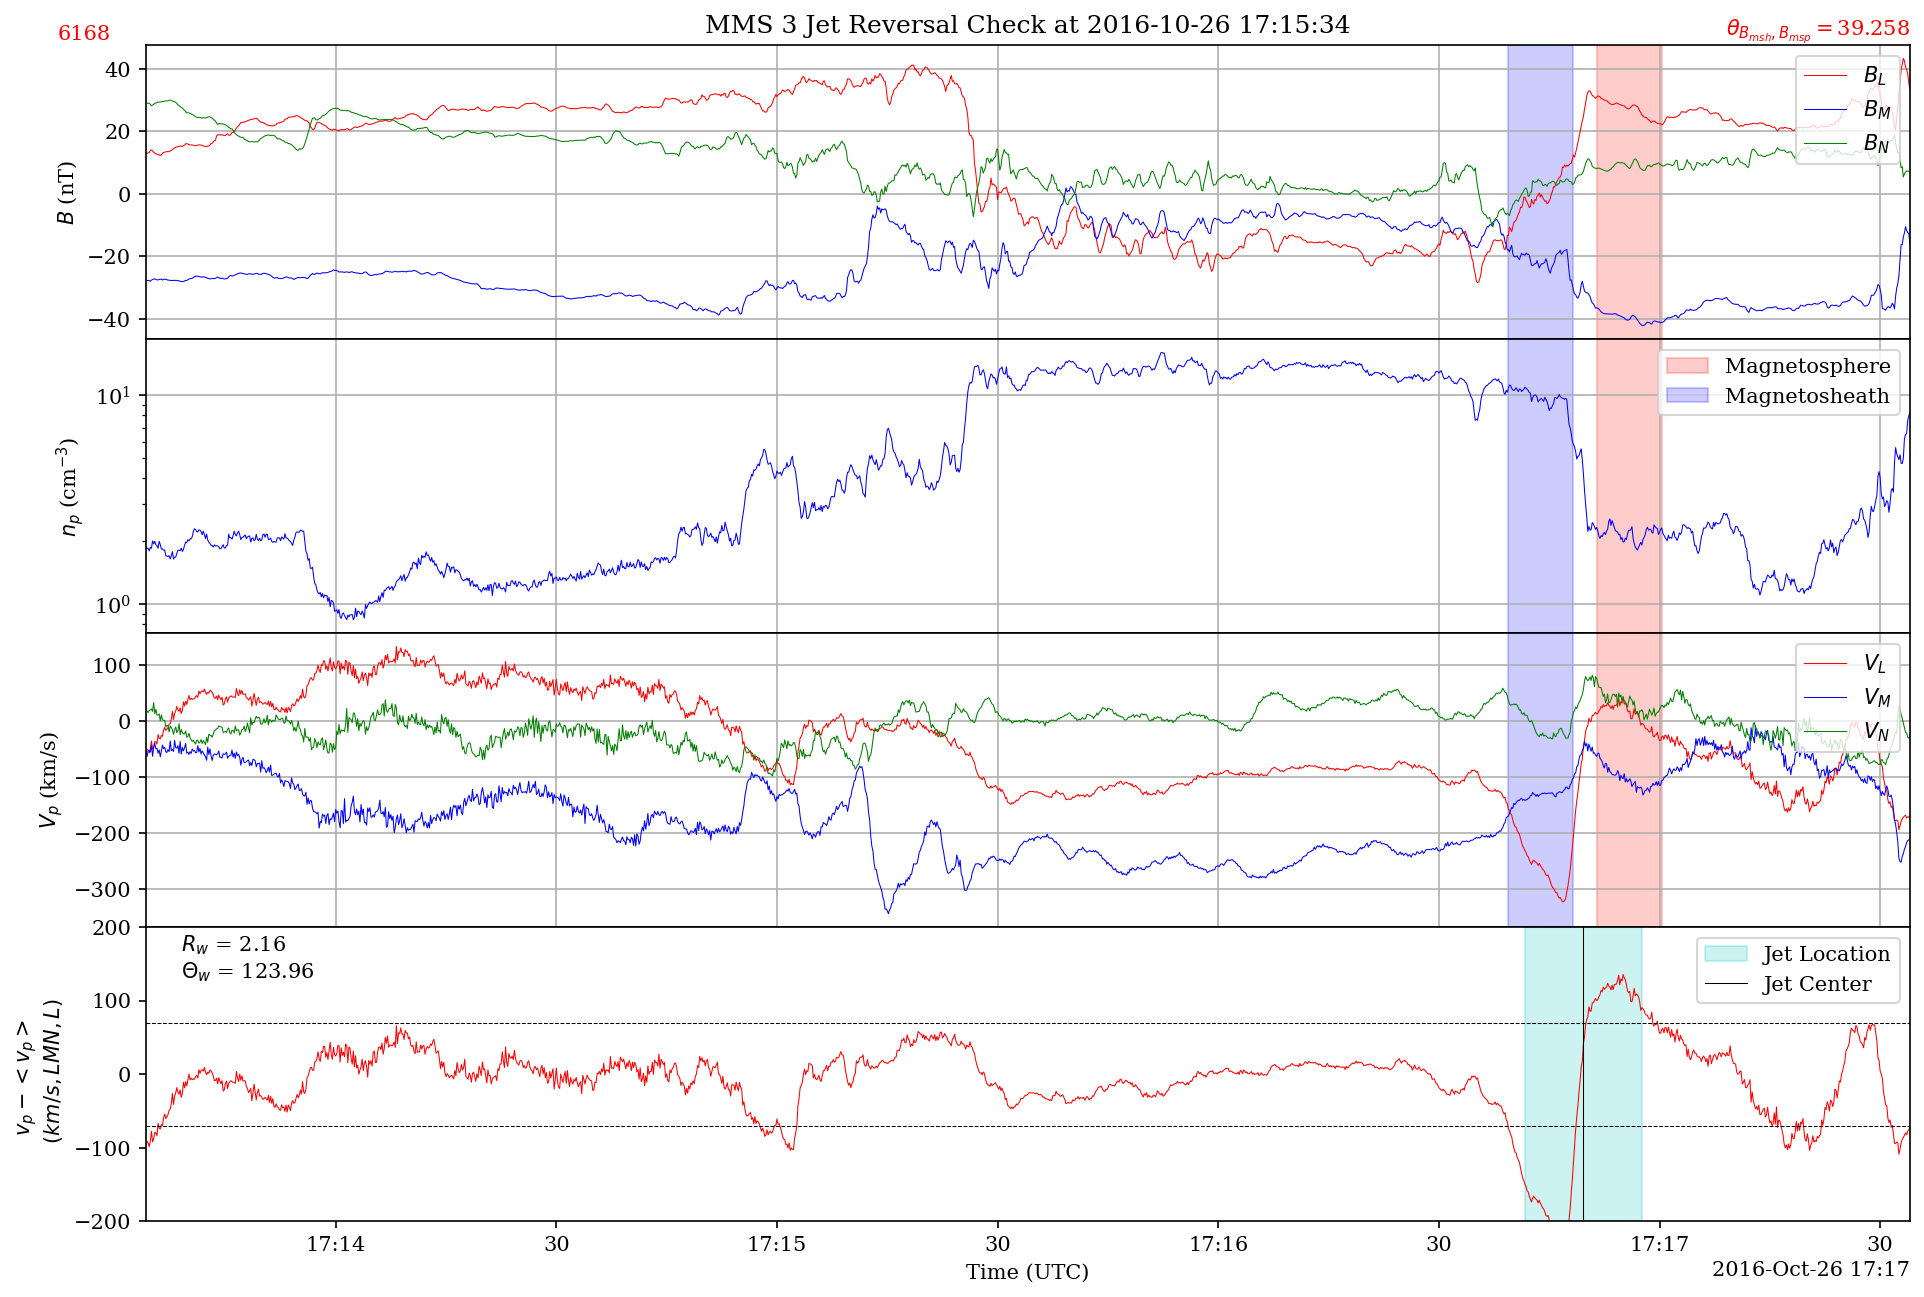 MMS 3 Jet Reversal Check at 2016-10-26 17:15:34
6168
θ_{B_{msh}, B_{msp}} = 39.258
40
20
0
−20
−40
B (nT)
B_L
B_M
B_N
10^1
10^0
n_p (cm^{−3})
Magnetosphere
Magnetosheath
100
0
−100
−200
−300
V_p (km/s)
V_L
V_M
V_N
200
100
0
−100
−200
v_p − <v_p>
(km/s, LMN, L)
R_w = 2.16
Θ_w = 123.96
Jet Location
Jet Center
17:14
30
17:15
30
17:16
30
17:17
30
Time (UTC)
2016-Oct-26 17:17